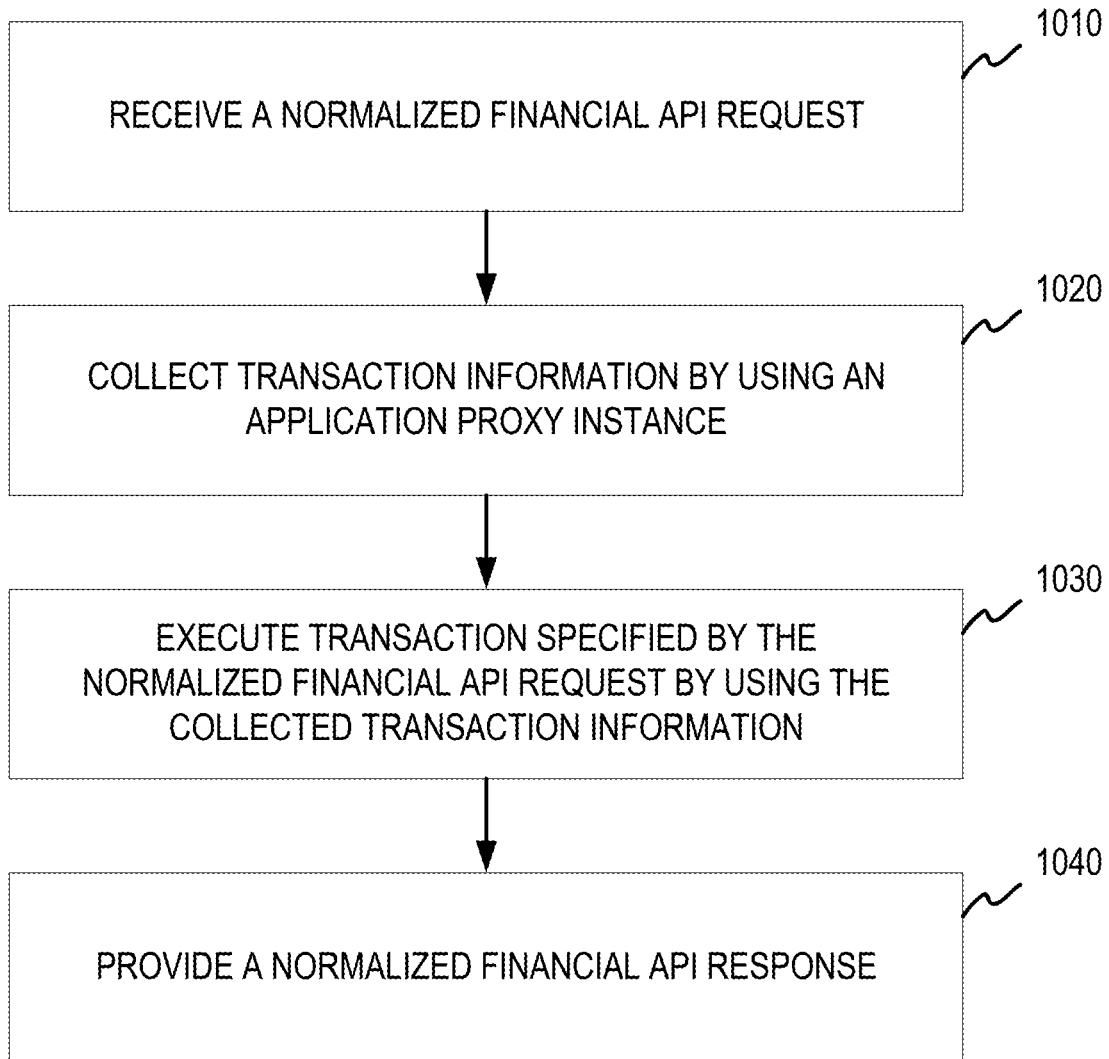 1010
RECEIVE A NORMALIZED FINANCIAL API REQUEST
1020
COLLECT TRANSACTION INFORMATION BY USING AN
APPLICATION PROXY INSTANCE
1030
EXECUTE TRANSACTION SPECIFIED BY THE
NORMALIZED FINANCIAL API REQUEST BY USING THE
COLLECTED TRANSACTION INFORMATION
1040
PROVIDE A NORMALIZED FINANCIAL API RESPONSE